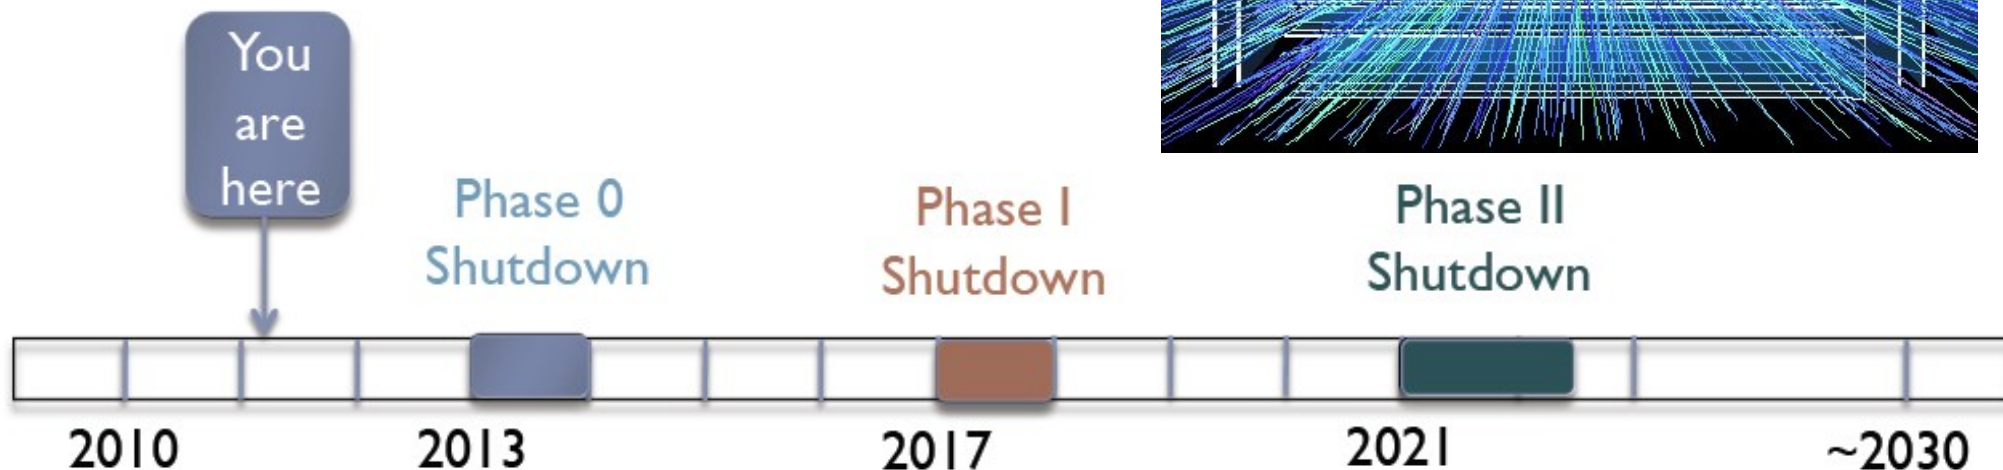 You
are
here
Phase 0
Shutdown
Phase I
Shutdown
Phase II
Shutdown
2010
2013
2017
2021
~2030